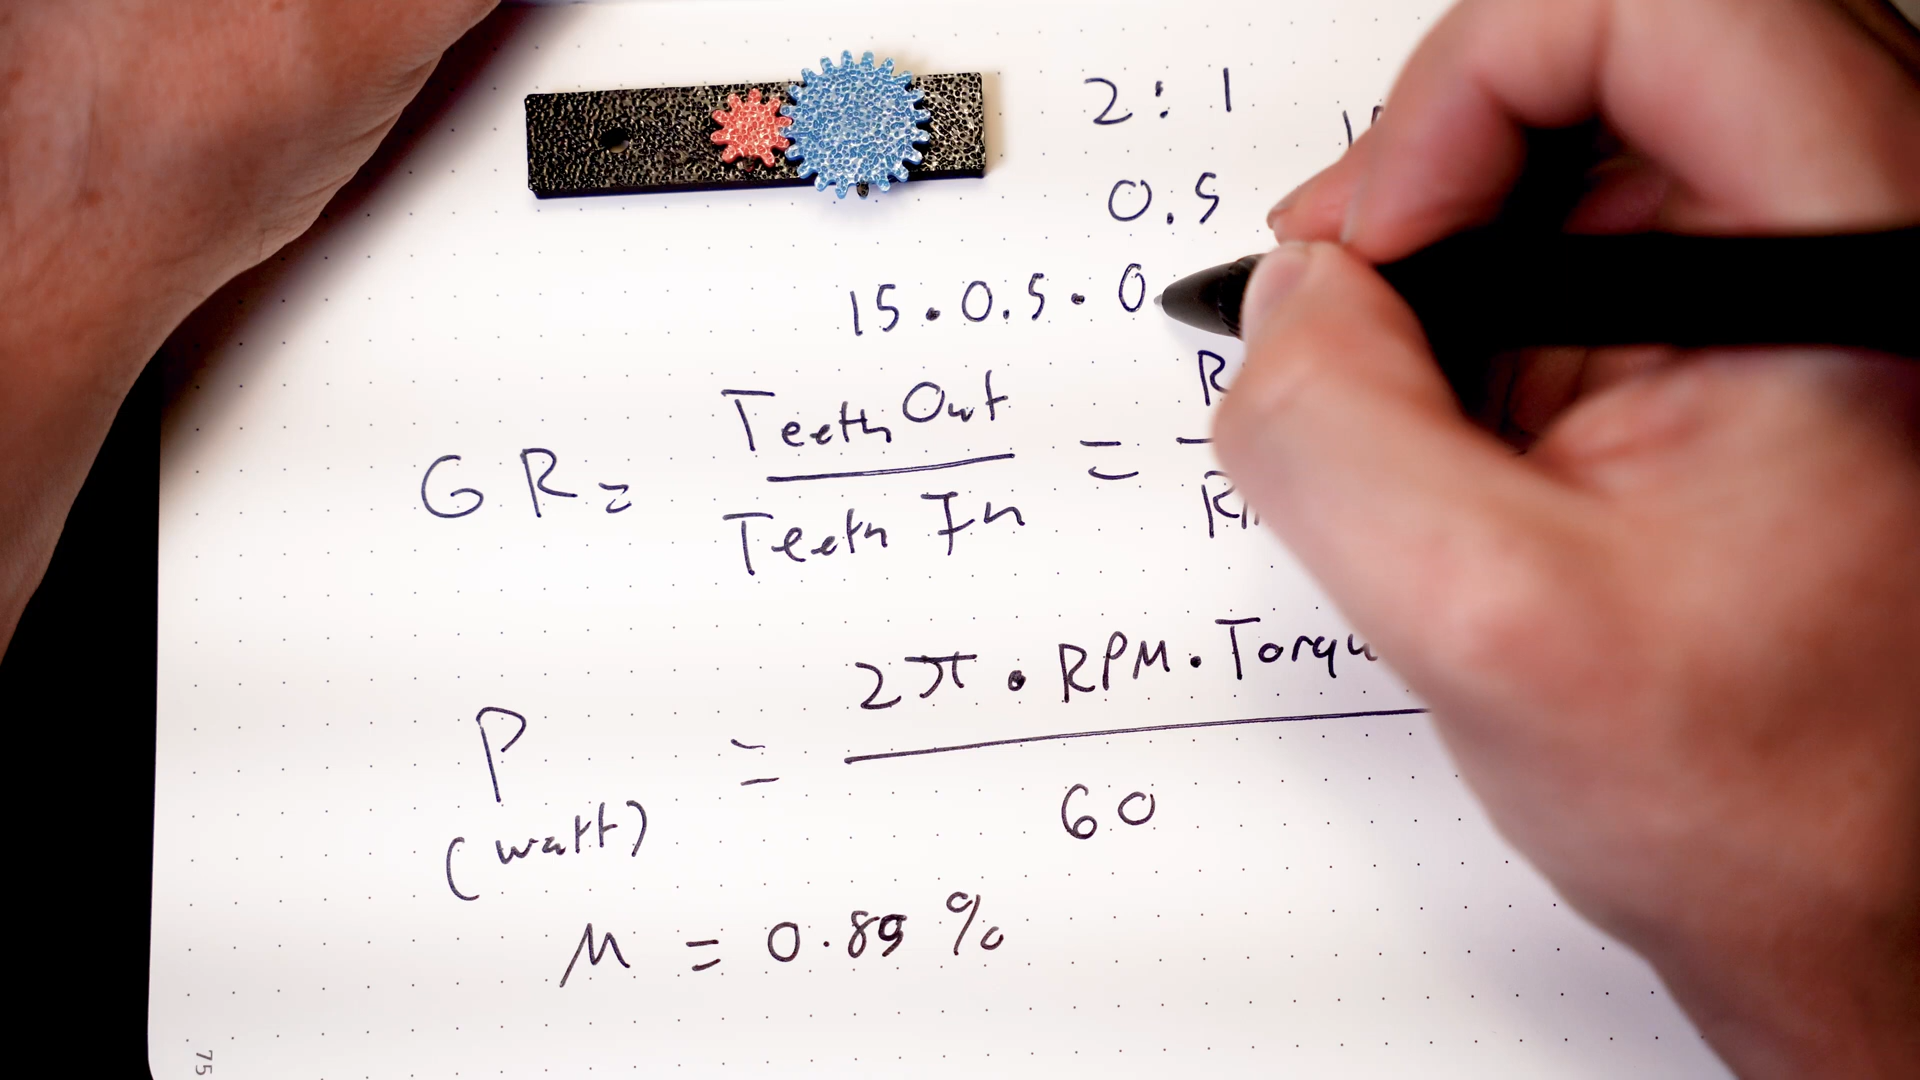 2 : 1
0.5
15 . 0.5 . 0
Teeth Out
GR = =
Teeth In
2π . RPM . Torqu
P =
60
(watt)
M = 0.89 %
75